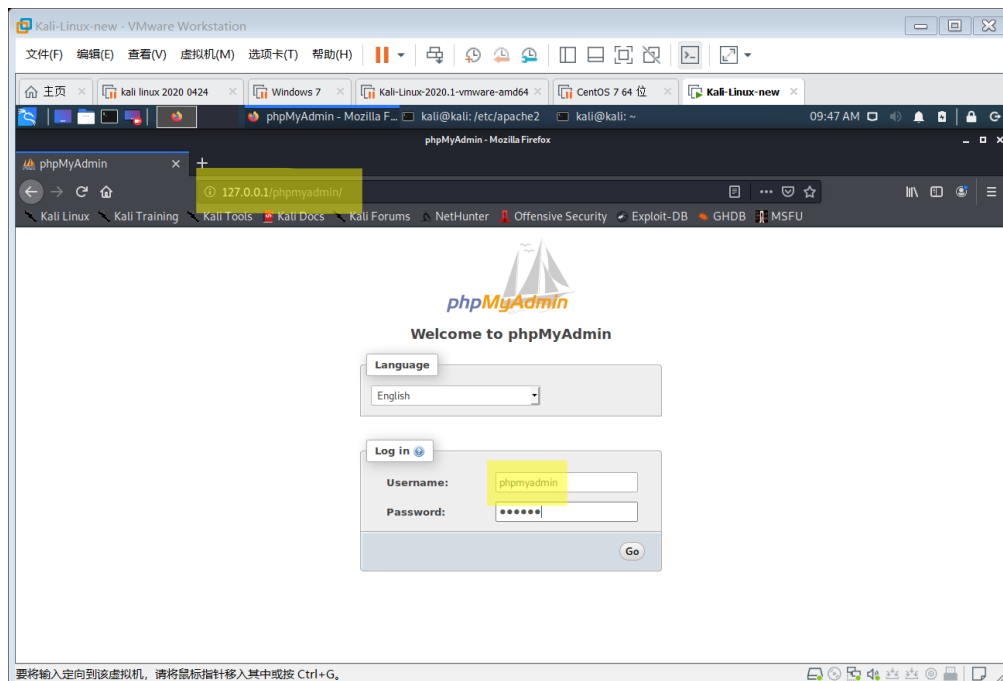 Kali-Linux-new - VMware Workstation
文件(F) 编辑(E) 查看(V) 虚拟机(M) 选项卡(T) 帮助(H)
主页 kali linux 2020 0424 Windows 7 Kali-Linux-2020.1-vmware-amd64 CentOS 7 64 位 Kali-Linux-new
phpMyAdmin - Mozilla F... kali@kali: /etc/apache2 kali@kali: ~ 09:47 AM
phpMyAdmin - Mozilla Firefox
phpMyAdmin
127.0.0.1/phpmyadmin/
Kali Linux Kali Training Kali Tools Kali Docs Kali Forums NetHunter Offensive Security Exploit-DB GHDB MSFU
phpMyAdmin
Welcome to phpMyAdmin
Language
English
Log in
Username: phpmyadmin
Password: ••••••
Go
要将输入定向到该虚拟机，请将鼠标指针移入其中或按 Ctrl+G。